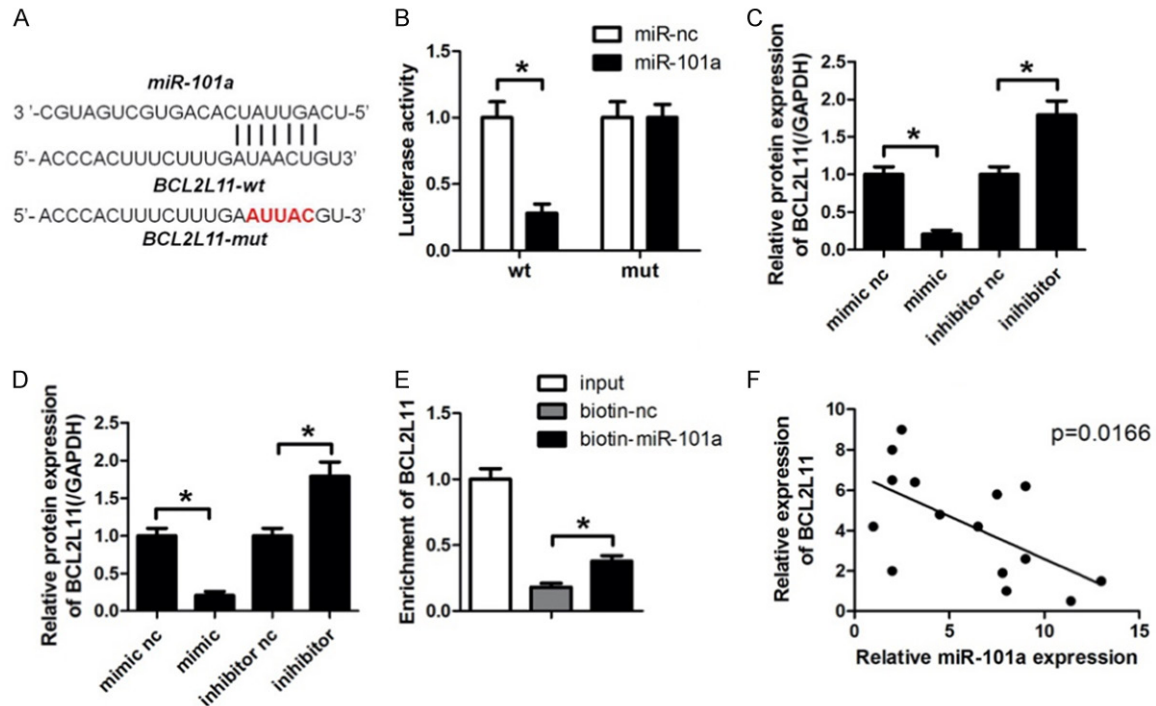 A
miR-101a
3 '-CGUAGUCGUGACACUAUUGACU-5'
5'- ACCCACUUUCUUUGAUAACUGU3'
BCL2L11-wt
5'- ACCCACUUUCUUUGAAUUACGU-3'
BCL2L11-mut
B
miR-nc
miR-101a
Luciferase activity
1.5
*
1.0
0.5
0.0
wt
mut
C
Relative protein expression
of BCL2L11(/GAPDH)
2.5
2.0
1.5
1.0
0.5
0.0
*
*
mimic nc
mimic
inhibitor nc
inihibitor
D
Relative protein expression
of BCL2L11(/GAPDH)
2.5
2.0
1.5
1.0
0.5
0.0
*
*
mimic nc
mimic
inhibitor nc
inihibitor
E
input
biotin-nc
biotin-miR-101a
Enrichment of BCL2L11
1.5
1.0
0.5
0.0
*
F
Relative expression
of BCL2L11
10
8
6
4
2
0
p=0.0166
0
5
10
15
Relative miR-101a expression